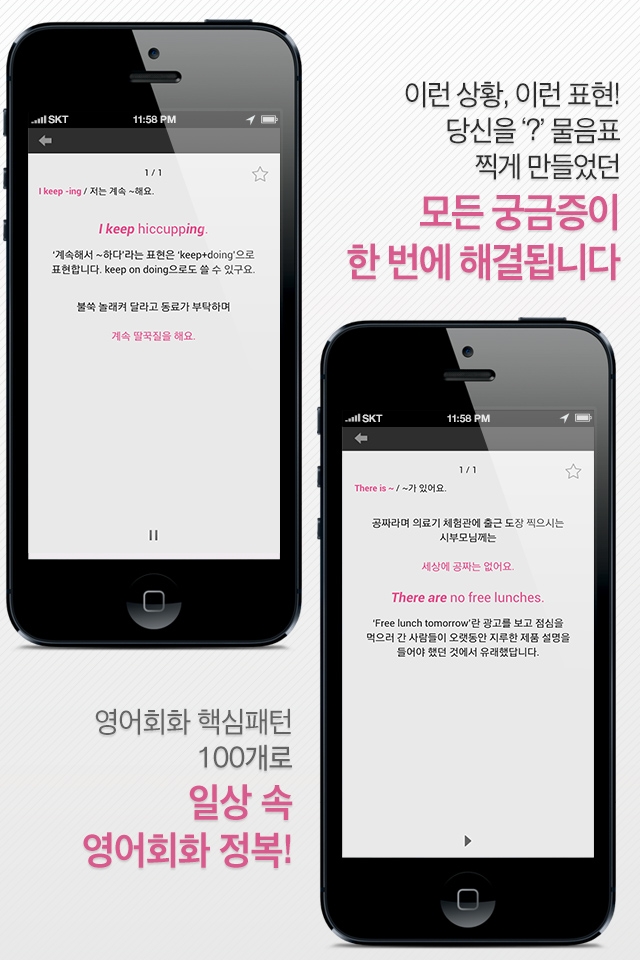 SKT 11:58 PM
1 / 1
I keep -ing / 저는 계속 ~해요.
I keep hiccupping.
‘계속해서 ~하다’라는 표현은 ‘keep+doing’으로
표현합니다. keep on doing으로도 쓸 수 있구요.
불쑥 놀래켜 달라고 동료가 부탁하며
계속 딸꾹질을 해요.
이런 상황, 이런 표현!
당신을 ‘?’ 물음표
찍게 만들었던
모든 궁금증이
한 번에 해결됩니다
SKT 11:58 PM
1 / 1
There is ~ / ~가 있어요.
공짜라며 의료기 체험관에 출근 도장 찍으시는
시부모님께는
세상에 공짜는 없어요.
There are no free lunches.
‘Free lunch tomorrow’란 광고를 보고 점심을
먹으러 간 사람들이 오랫동안 지루한 제품 설명을
들어야 했던 것에서 유래했답니다.
영어회화 핵심패턴
100개로
일상 속
영어회화 정복!